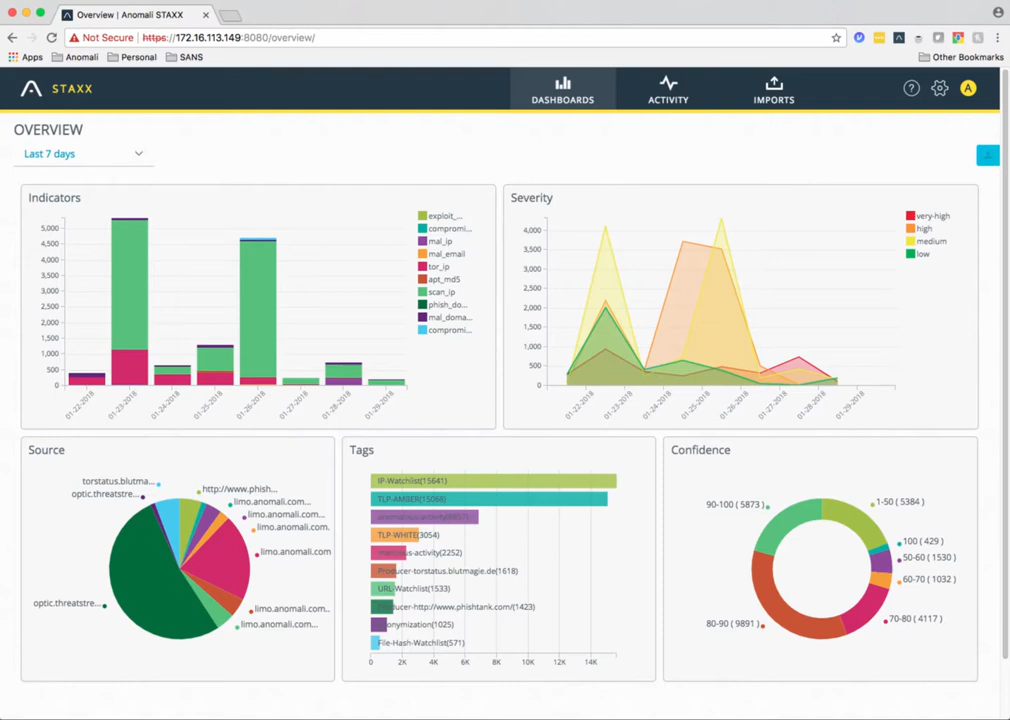 Overview | Anomali STAXX
Not Secure https://172.16.113.149:8080/overview/
Apps Anomali Personal SANS Other Bookmarks
STAXX
DASHBOARDS ACTIVITY IMPORTS
? A
OVERVIEW
Last 7 days
Indicators
5,000
4,500
4,000
3,500
3,000
2,500
2,000
1,500
1,000
500
0
01-22-2018 01-23-2018 01-24-2018 01-25-2018 01-26-2018 01-27-2018 01-28-2018 01-29-2018
exploit_...
compromi...
mal_ip
mal_email
tor_ip
apt_md5
scan_ip
phish_do...
mal_doma...
compromi...
Severity
4,000
3,500
3,000
2,500
2,000
1,500
1,000
500
0
01-22-2018 01-23-2018 01-24-2018 01-25-2018 01-26-2018 01-27-2018 01-28-2018 01-29-2018
very-high
high
medium
low
Source
torstatus.blutma...
optic.threatstre...
http://www.phish...
limo.anomali.com...
limo.anomali.com...
limo.anomali.com.
limo.anomali.com
optic.threatstre...
limo.anomali.com..
limo.anomali.com...
Tags
IP-Watchlist(15641)
TLP-AMBER(15068)
TLP-WHITE(3054)
malicious-activity(2252)
Producer-torstatus.blutmagie.de(1618)
URL-Watchlist(1533)
Producer-http://www.phishtank.com/(1423)
anonymization(1025)
File-Hash-Watchlist(571)
0 2K 4K 6K 8K 10K 12K 14K
Confidence
90-100 ( 5873 )
1-50 ( 5384 )
100 ( 429 )
50-60 ( 1530 )
60-70 ( 1032 )
70-80 ( 4117 )
80-90 ( 9891 )